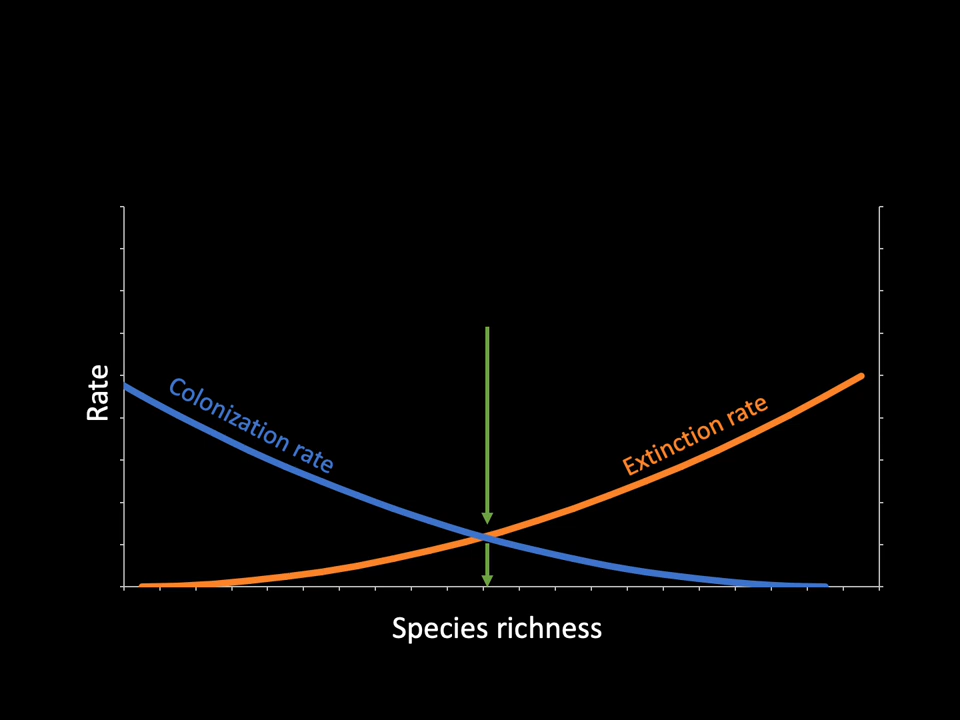 Rate
Colonization rate
Extinction rate
Species richness